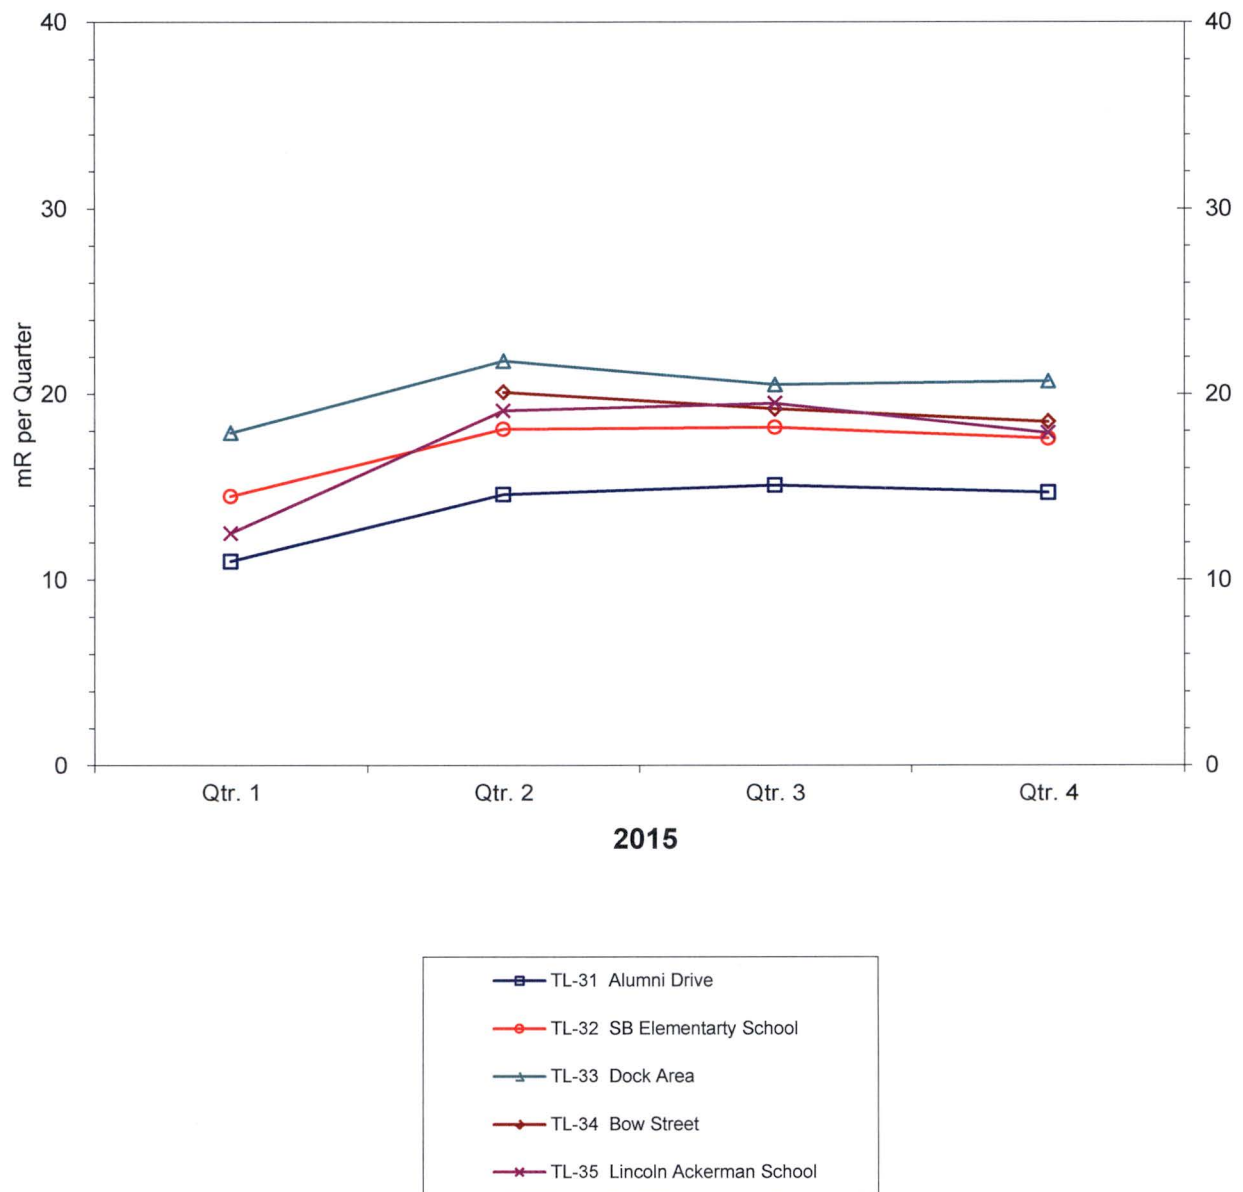 40 40
30 30
mR per Quarter
20 20
10 10
0 0
Qtr. 1 Qtr. 2 Qtr. 3 Qtr. 4
2015
TL-31 Alumni Drive
TL-32 SB Elementarty School
TL-33 Dock Area
TL-34 Bow Street
TL-35 Lincoln Ackerman School